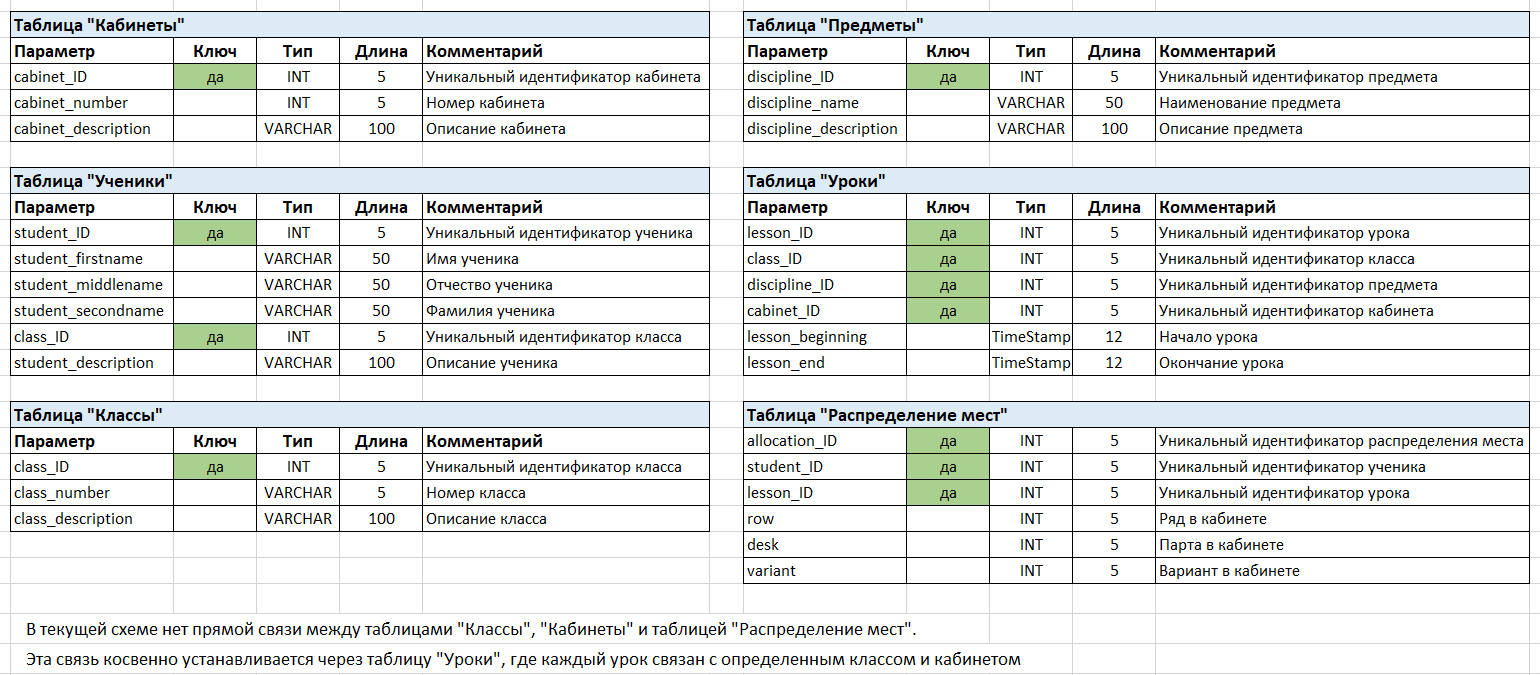 Таблица "Кабинеты"
Параметр Ключ Тип Длина Комментарий
cabinet_ID да INT 5 Уникальный идентификатор кабинета
cabinet_number INT 5 Номер кабинета
cabinet_description VARCHAR 100 Описание кабинета
Таблица "Предметы"
Параметр Ключ Тип Длина Комментарий
discipline_ID да INT 5 Уникальный идентификатор предмета
discipline_name VARCHAR 50 Наименование предмета
discipline_description VARCHAR 100 Описание предмета
Таблица "Ученики"
Параметр Ключ Тип Длина Комментарий
student_ID да INT 5 Уникальный идентификатор ученика
student_firstname VARCHAR 50 Имя ученика
student_middlename VARCHAR 50 Отчество ученика
student_secondname VARCHAR 50 Фамилия ученика
class_ID да INT 5 Уникальный идентификатор класса
student_description VARCHAR 100 Описание ученика
Таблица "Уроки"
Параметр Ключ Тип Длина Комментарий
lesson_ID да INT 5 Уникальный идентификатор урока
class_ID да INT 5 Уникальный идентификатор класса
discipline_ID да INT 5 Уникальный идентификатор предмета
cabinet_ID да INT 5 Уникальный идентификатор кабинета
lesson_beginning TimeStamp 12 Начало урока
lesson_end TimeStamp 12 Окончание урока
Таблица "Классы"
Параметр Ключ Тип Длина Комментарий
class_ID да INT 5 Уникальный идентификатор класса
class_number VARCHAR 5 Номер класса
class_description VARCHAR 100 Описание класса
Таблица "Распределение мест"
allocation_ID да INT 5 Уникальный идентификатор распределения места
student_ID да INT 5 Уникальный идентификатор ученика
lesson_ID да INT 5 Уникальный идентификатор урока
row INT 5 Ряд в кабинете
desk INT 5 Парта в кабинете
variant INT 5 Вариант в кабинете
В текущей схеме нет прямой связи между таблицами "Классы", "Кабинеты" и таблицей "Распределение мест".
Эта связь косвенно устанавливается через таблицу "Уроки", где каждый урок связан с определенным классом и кабинетом